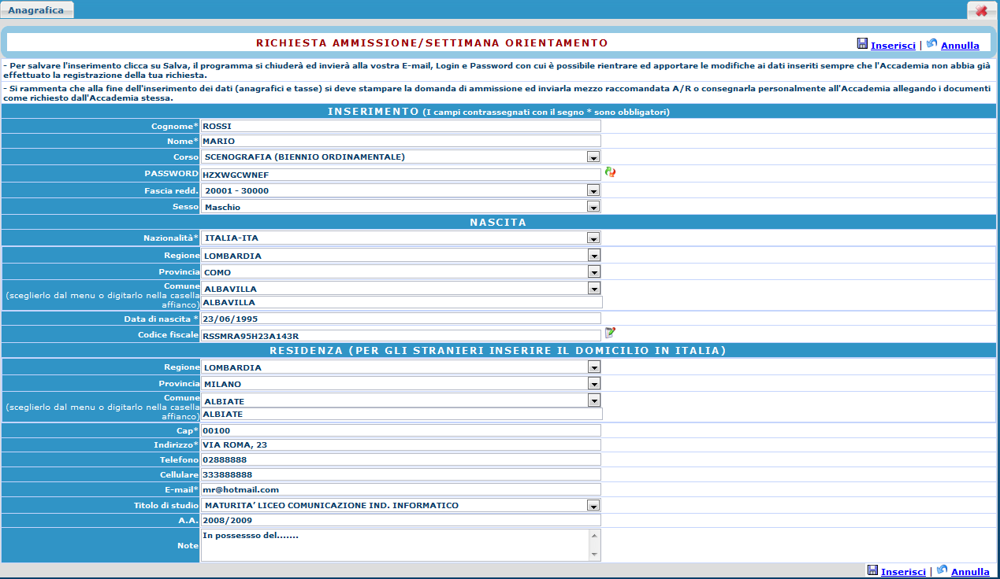 Anagrafica
RICHIESTA AMMISSIONE/SETTIMANA ORIENTAMENTO
Inserisci | Annulla
- Per salvare l'inserimento clicca su Salva, il programma si chiuderà ed invierà alla vostra E-mail, Login e Password con cui è possibile rientrare ed apportare le modifiche ai dati inseriti sempre che l'Accademia non abbia già
effettuato la registrazione della tua richiesta.
- Si rammenta che alla fine dell'inserimento dei dati (anagrafici e tasse) si deve stampare la domanda di ammissione ed inviarla mezzo raccomandata A/R o consegnarla personalmente all'Accademia allegando i documenti
come richiesto dall'Accademia stessa.
INSERIMENTO (I campi contrassegnati con il segno * sono obbligatori)
Cognome* ROSSI
Nome* MARIO
Corso SCENOGRAFIA (BIENNIO ORDINAMENTALE)
PASSWORD HZXWGCWNEF
Fascia redd. 20001 - 30000
Sesso Maschio
NASCITA
Nazionalità* ITALIA-ITA
Regione LOMBARDIA
Provincia COMO
Comune ALBAVILLA
(sceglierlo dal menu o digitarlo nella casella
affianco) ALBAVILLA
Data di nascita * 23/06/1995
Codice fiscale RSSMRA95H23A143R
RESIDENZA (PER GLI STRANIERI INSERIRE IL DOMICILIO IN ITALIA)
Regione LOMBARDIA
Provincia MILANO
Comune ALBIATE
(sceglierlo dal menu o digitarlo nella casella
affianco) ALBIATE
Cap* 00100
Indirizzo* VIA ROMA, 23
Telefono 02888888
Cellulare 333888888
E-mail* mr@hotmail.com
Titolo di studio MATURITA' LICEO COMUNICAZIONE IND. INFORMATICO
A.A. 2008/2009
Note In possessso del.......
Inserisci | Annulla